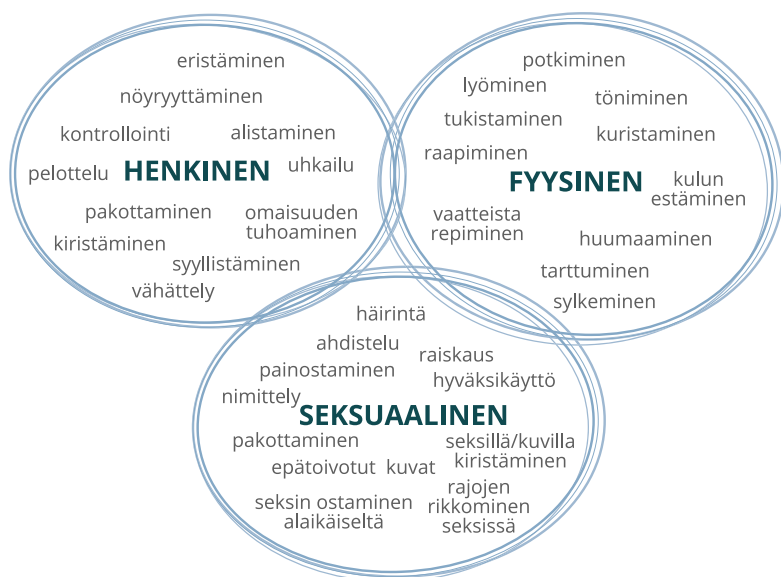 eristäminen
nöyryyttäminen
kontrollointi
alistaminen
pelottelu
HENKINEN
uhkailu
pakottaminen
omaisuuden
tuhoaminen
kiristäminen
syyllistäminen
vähättely
potkiminen
lyöminen
töniminen
tukistaminen
kuristaminen
raapiminen
FYYSINEN
kulun
estäminen
vaatteista
repiminen
huumaaminen
tarttuminen
sylkeminen
häirintä
ahdistelu
raiskaus
painostaminen
hyväksikäyttö
nimittely
SEKSUAALINEN
pakottaminen
seksillä/kuvilla
kiristäminen
epätoivotut kuvat
seksin ostaminen
alaikäiseltä
rajojen
rikkominen
seksissä